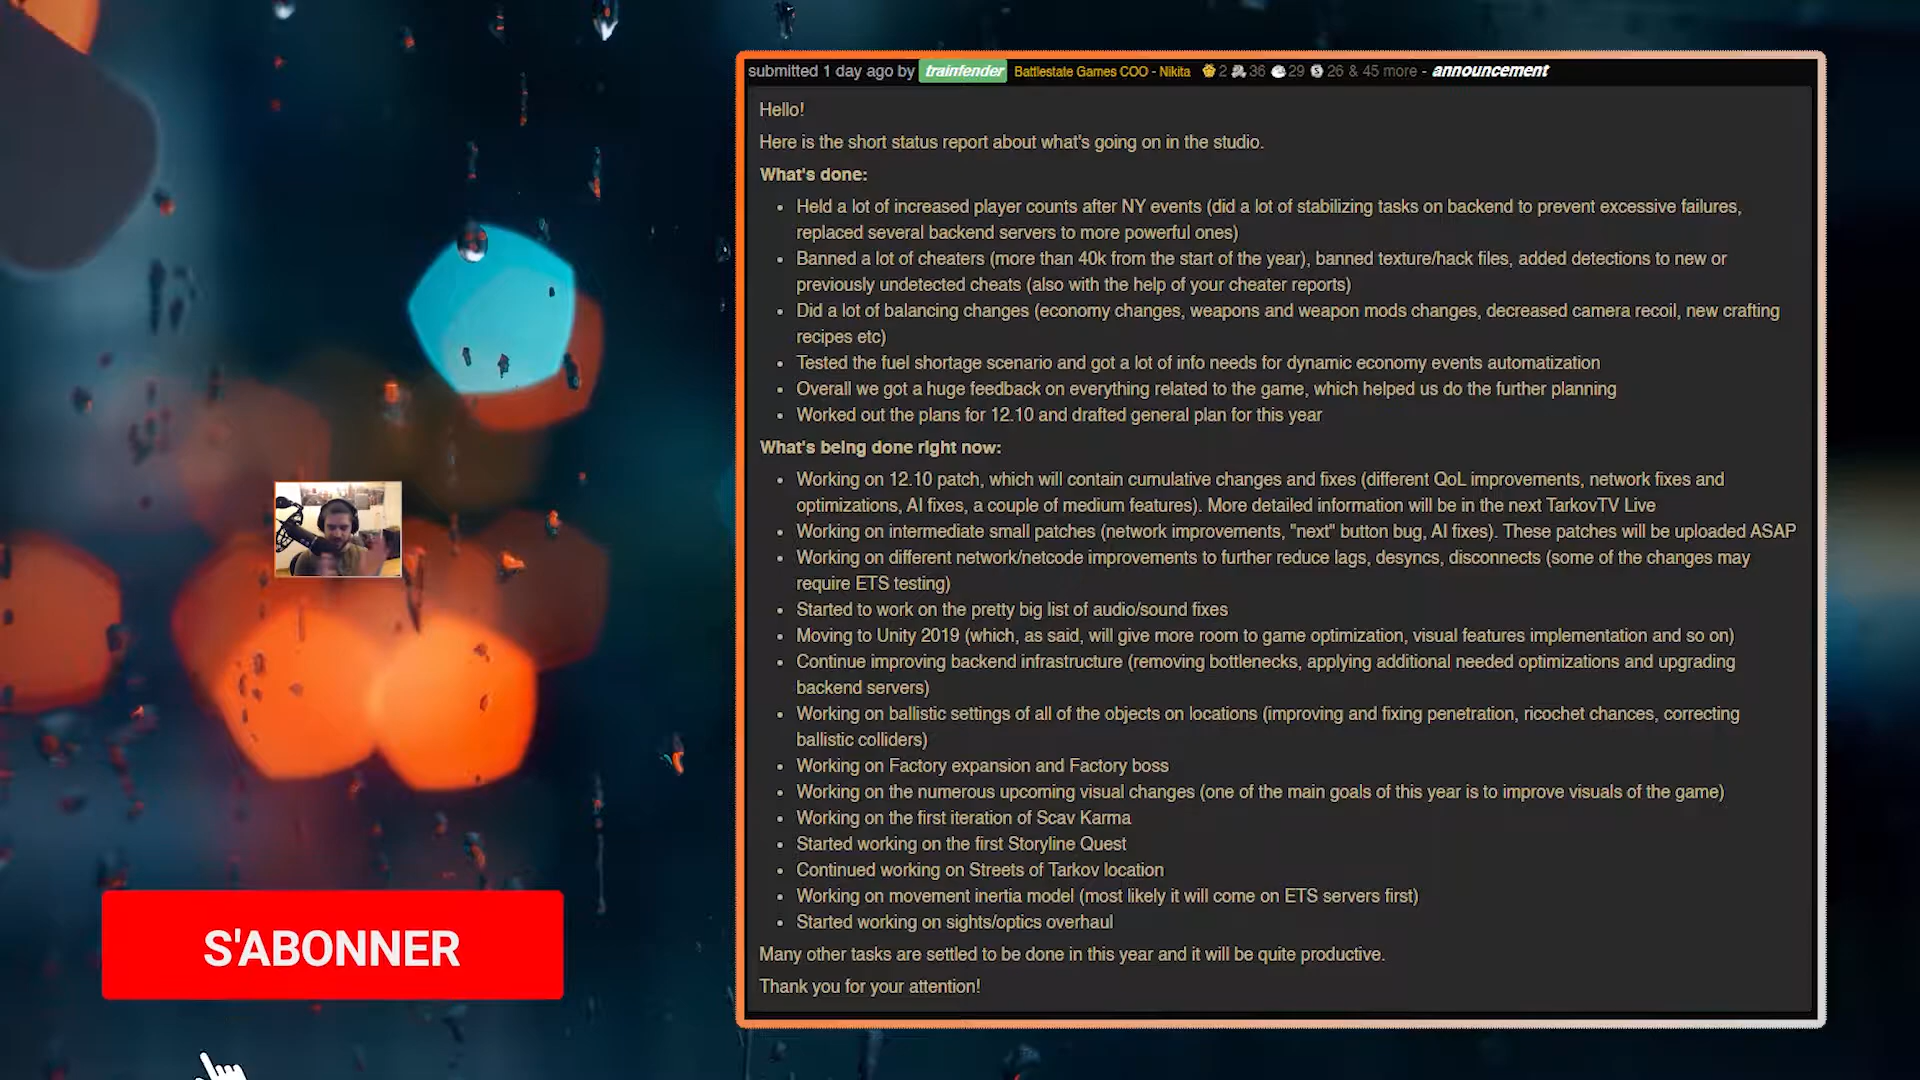 submitted 1 day ago by trainfender Battlestate Games COO - Nikita 2 36 29 26 & 45 more - announcement
Hello!
Here is the short status report about what's going on in the studio.
What's done:
• Held a lot of increased player counts after NY events (did a lot of stabilizing tasks on backend to prevent excessive failures,
replaced several backend servers to more powerful ones)
• Banned a lot of cheaters (more than 40k from the start of the year), banned texture/hack files, added detections to new or
previously undetected cheats (also with the help of your cheater reports)
• Did a lot of balancing changes (economy changes, weapons and weapon mods changes, decreased camera recoil, new crafting
recipes etc)
• Tested the fuel shortage scenario and got a lot of info needs for dynamic economy events automatization
• Overall we got a huge feedback on everything related to the game, which helped us do the further planning
• Worked out the plans for 12.10 and drafted general plan for this year
What's being done right now:
• Working on 12.10 patch, which will contain cumulative changes and fixes (different QoL improvements, network fixes and
optimizations, AI fixes, a couple of medium features). More detailed information will be in the next TarkovTV Live
• Working on intermediate small patches (network improvements, "next" button bug, AI fixes). These patches will be uploaded ASAP
• Working on different network/netcode improvements to further reduce lags, desyncs, disconnects (some of the changes may
require ETS testing)
• Started to work on the pretty big list of audio/sound fixes
• Moving to Unity 2019 (which, as said, will give more room to game optimization, visual features implementation and so on)
• Continue improving backend infrastructure (removing bottlenecks, applying additional needed optimizations and upgrading
backend servers)
• Working on ballistic settings of all of the objects on locations (improving and fixing penetration, ricochet chances, correcting
ballistic colliders)
• Working on Factory expansion and Factory boss
• Working on the numerous upcoming visual changes (one of the main goals of this year is to improve visuals of the game)
• Working on the first iteration of Scav Karma
• Started working on the first Storyline Quest
• Continued working on Streets of Tarkov location
• Working on movement inertia model (most likely it will come on ETS servers first)
• Started working on sights/optics overhaul
Many other tasks are settled to be done in this year and it will be quite productive.
Thank you for your attention!
S'ABONNER